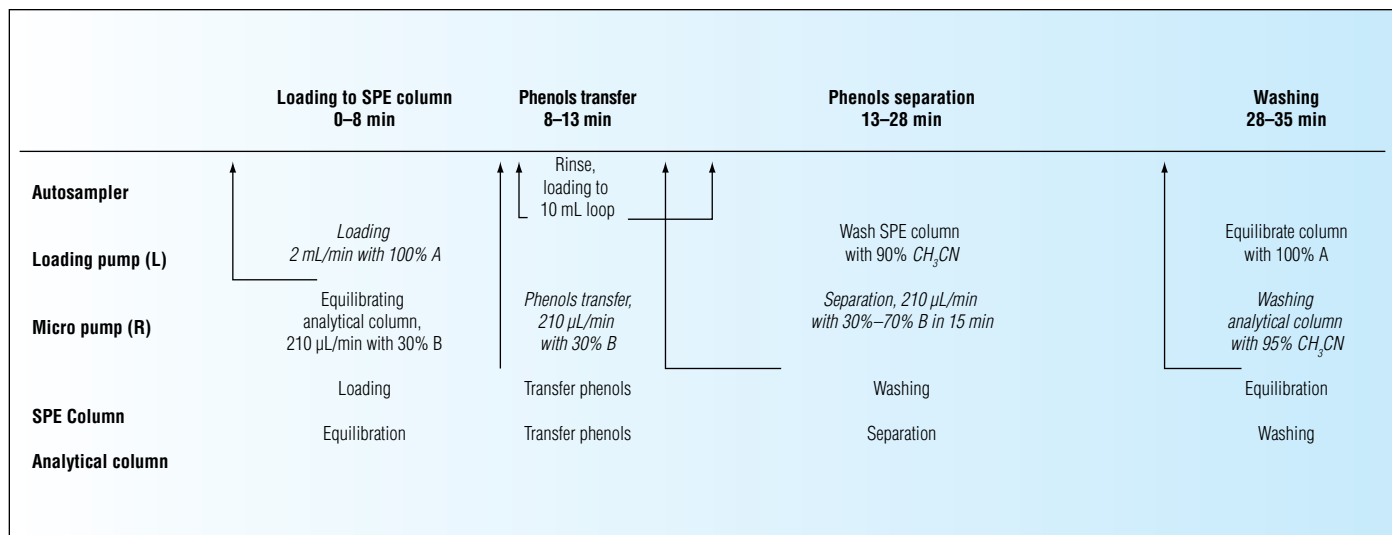 Loading to SPE column
0–8 min
Phenols transfer
8–13 min
Phenols separation
13–28 min
Washing
28–35 min
Autosampler
Rinse,
loading to
10 mL loop
Loading pump (L)
Loading
2 mL/min with 100% A
Wash SPE column
with 90% CH3CN
Equilibrate column
with 100% A
Micro pump (R)
Equilibrating
analytical column,
210 µL/min with 30% B
Phenols transfer,
210 µL/min
with 30% B
Separation, 210 µL/min
with 30%–70% B in 15 min
Washing
analytical column
with 95% CH3CN
SPE Column
Loading
Transfer phenols
Washing
Equilibration
Analytical column
Equilibration
Transfer phenols
Separation
Washing